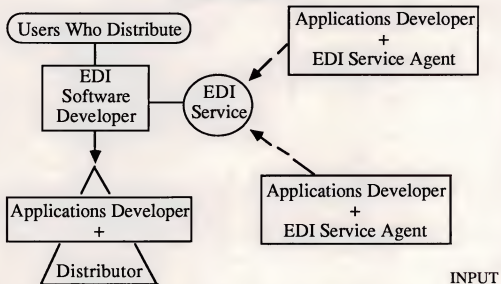 Users Who Distribute
EDI
Software
Developer
EDI
Service
Applications Developer
+
EDI Service Agent
Applications Developer
+
EDI Service Agent
Applications Developer
+
Distributor
INPUT